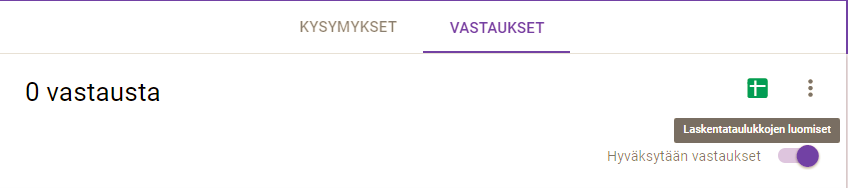 KYSYMYKSET VASTAUKSET
0 vastausta
Laskentataulukkojen luomiset
Hyväksytään vastaukset